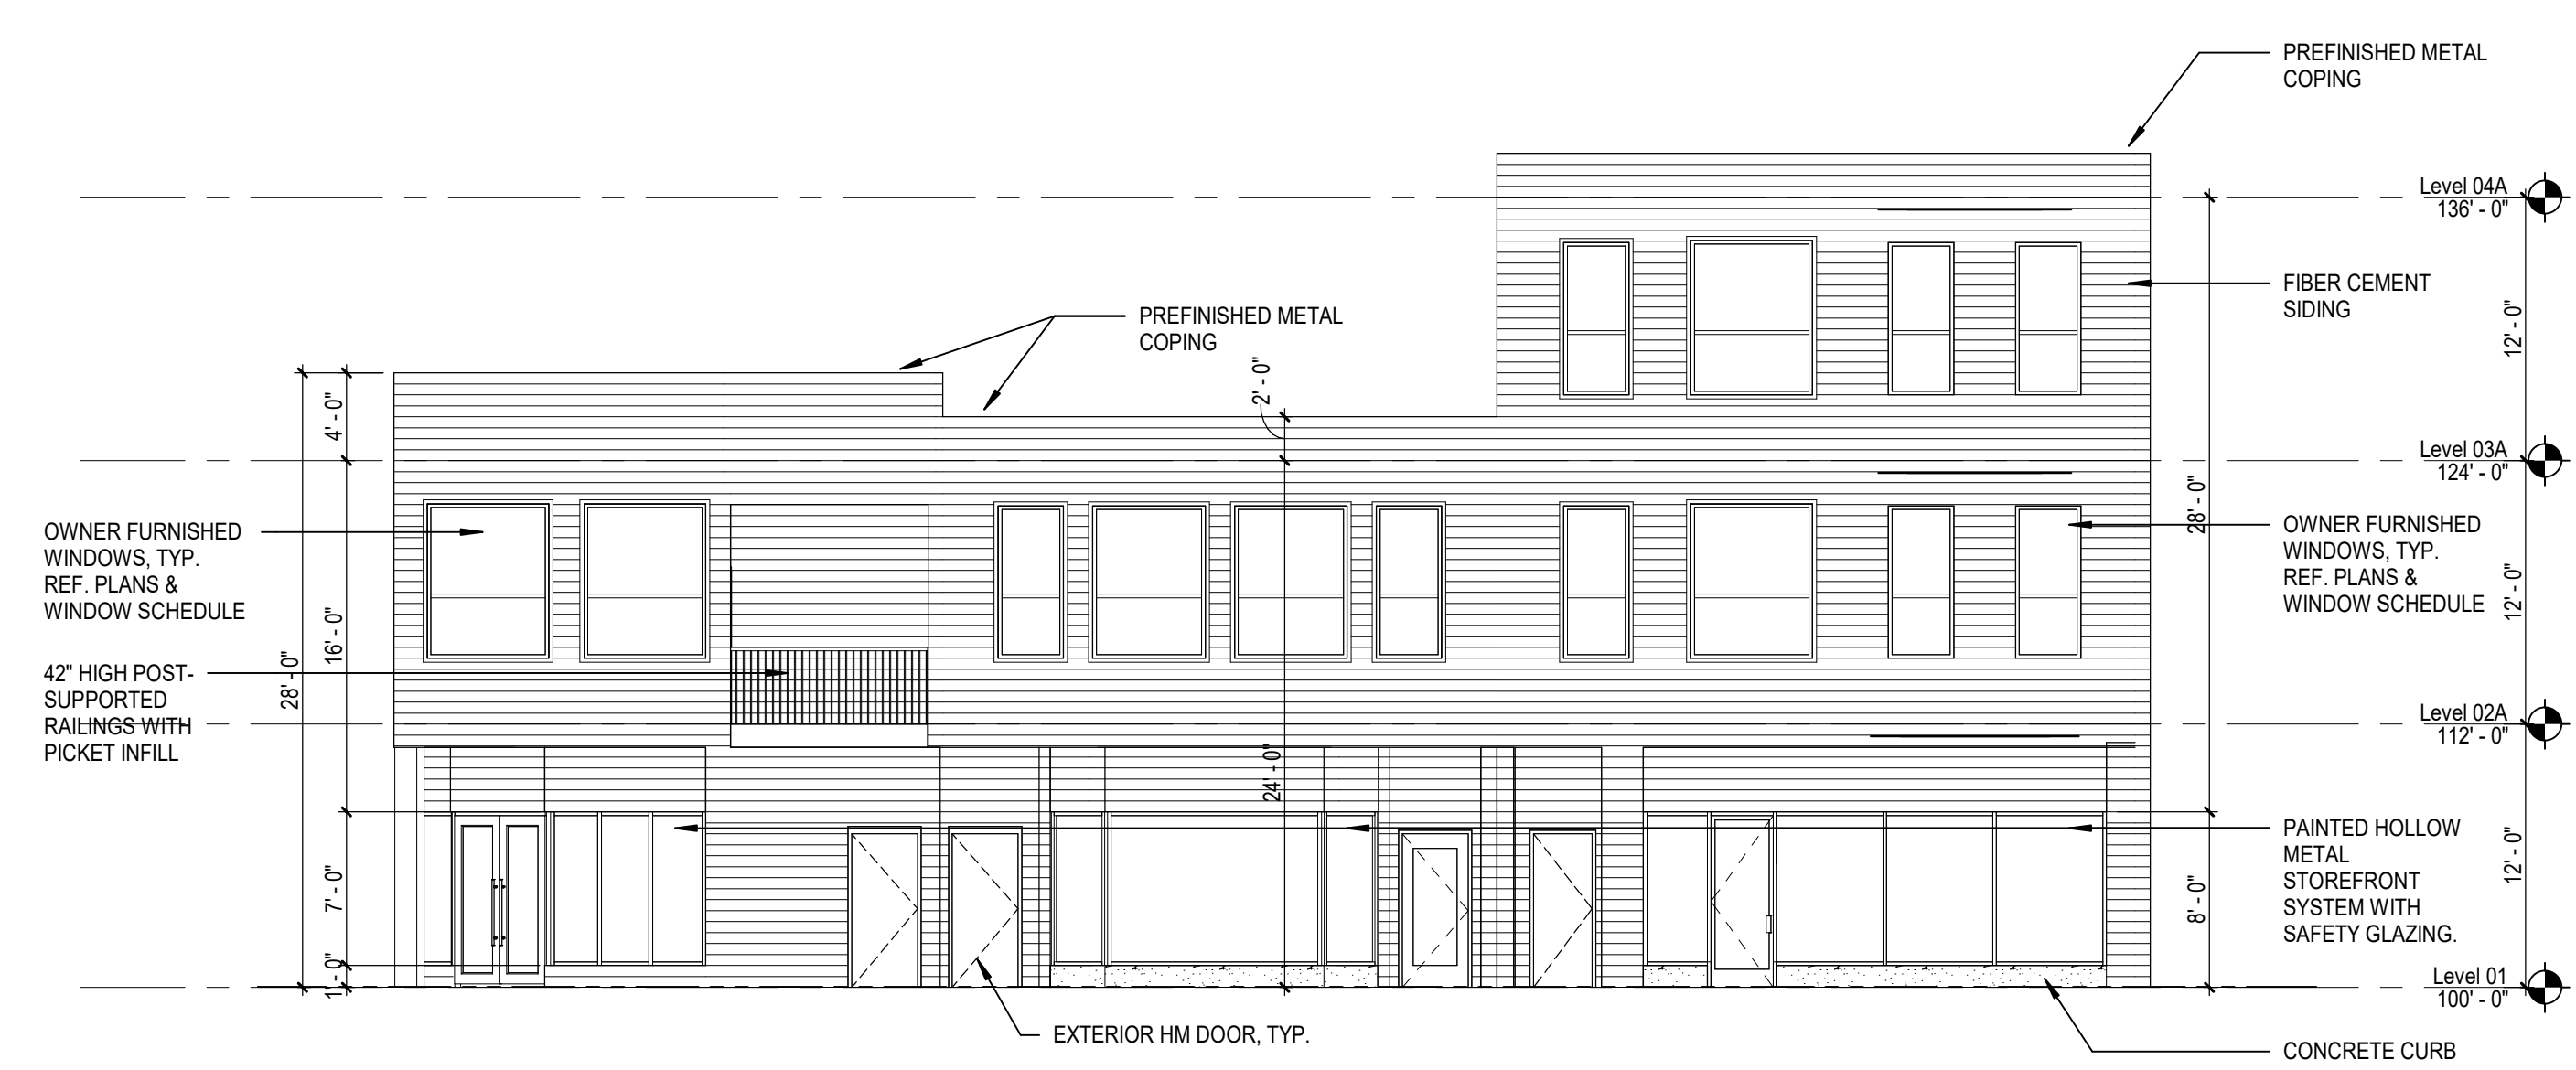 PREFINISHED METAL
COPING
Level 04A
136' - 0"
FIBER CEMENT
SIDING
12' - 0"
PREFINISHED METAL
COPING
2' - 0"
4' - 0"
Level 03A
124' - 0"
28' - 0"
OWNER FURNISHED
WINDOWS, TYP.
REF. PLANS &
WINDOW SCHEDULE
OWNER FURNISHED
WINDOWS, TYP.
REF. PLANS &
WINDOW SCHEDULE
12' - 0"
16' - 0"
28' - 0"
42" HIGH POST-
SUPPORTED
RAILINGS WITH
PICKET INFILL
Level 02A
112' - 0"
24' - 0"
PAINTED HOLLOW
METAL
STOREFRONT
SYSTEM WITH
SAFETY GLAZING.
12' - 0"
7' - 0"
8' - 0"
1' - 0"
Level 01
100' - 0"
EXTERIOR HM DOOR, TYP.
CONCRETE CURB